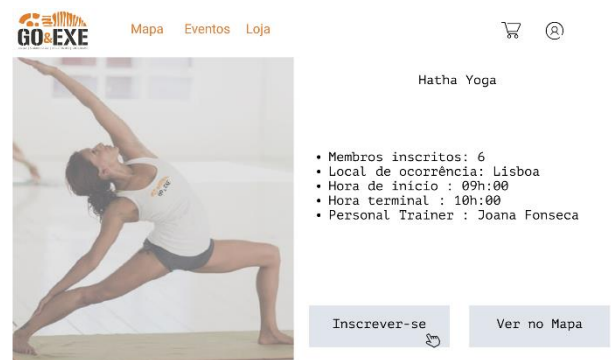 GO&EXE
Mapa Eventos Loja
Hatha Yoga
• Membros inscritos: 6
• Local de ocorrência: Lisboa
• Hora de inicio : 09h:00
• Hora terminal : 10h:00
• Personal Trainer : Joana Fonseca
Inscrever-se Ver no Mapa